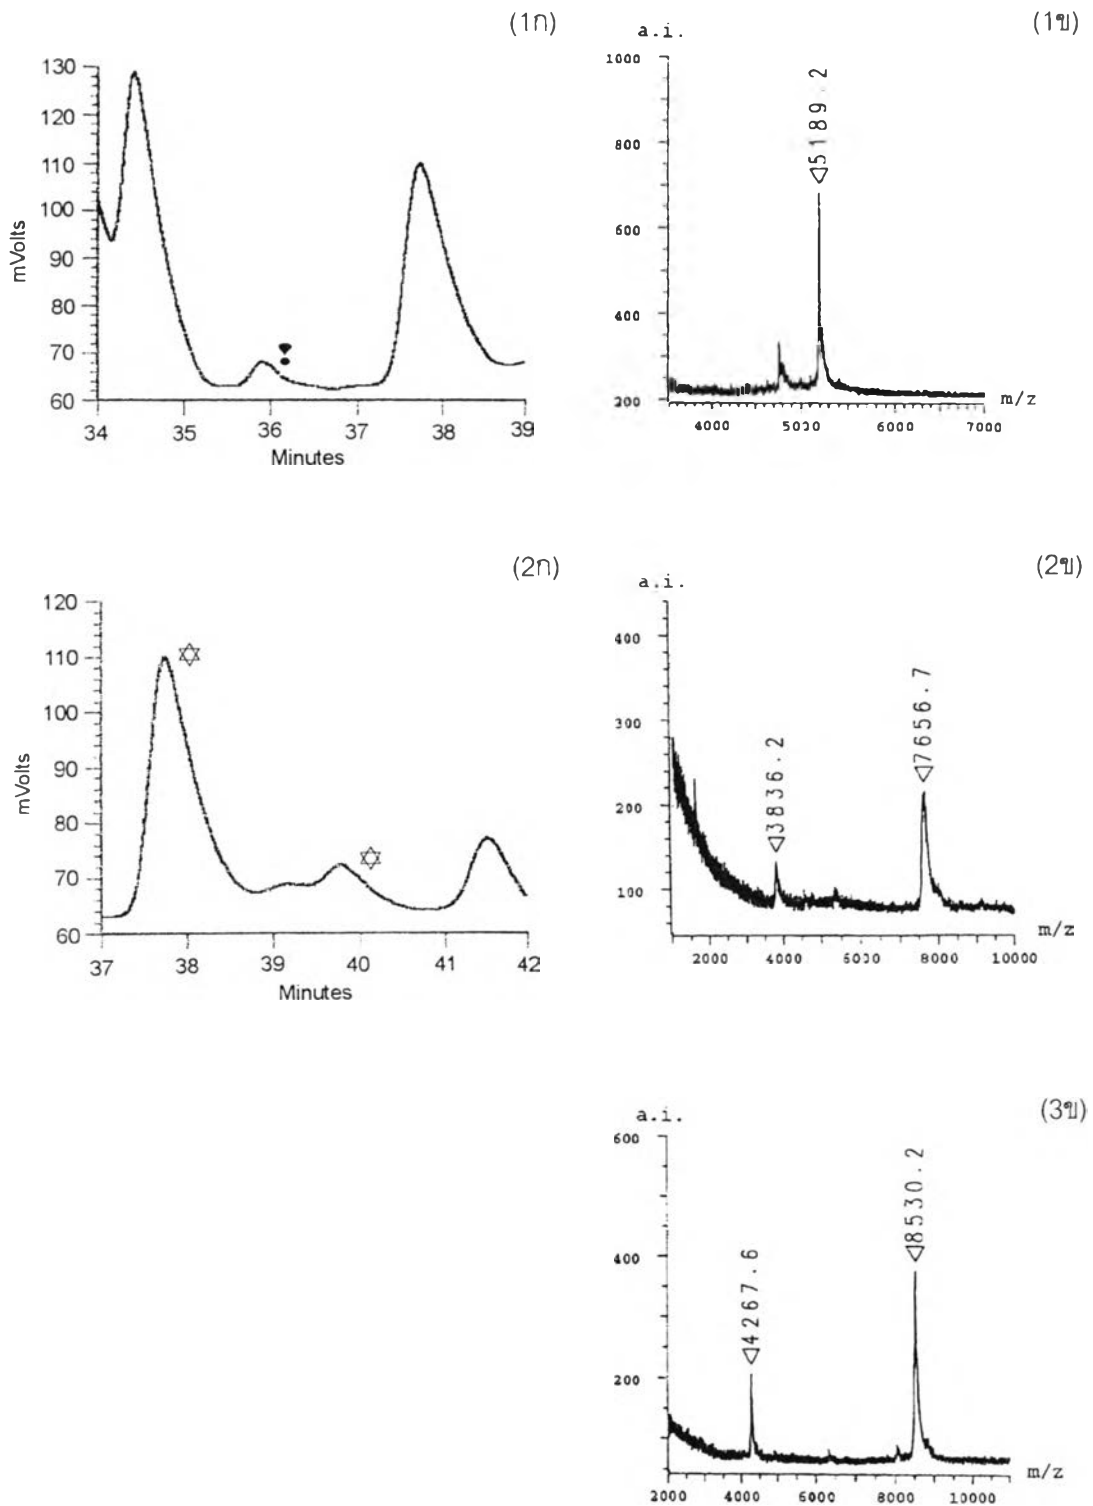 (1ก)
130
120
110
100
90
80
70
60
mVolts
34 35 36 37 38 39
Minutes
(1ข)
a.i.
1000
800
600
400
200
5189.2
4000 5000 6000 7000
m/z
(2ก)
120
110
100
90
80
70
60
mVolts
37 38 39 40 41 42
Minutes
(2ข)
a.i.
400
300
200
100
3836.2
7656.7
2000 4000 6000 8000 10000
m/z
(3ข)
a.i.
600
400
200
4267.6
8530.2
2000 4000 6000 8000 10000
m/z